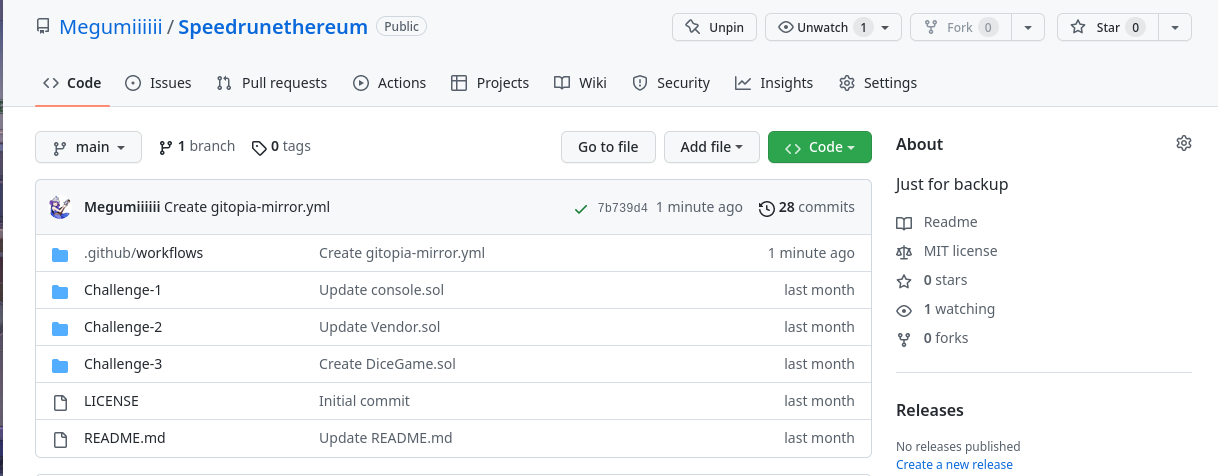 Megumiiiiii / Speedrunethereum Public
Unpin Unwatch 1 Fork 0 Star 0
Code Issues Pull requests Actions Projects Wiki Security Insights Settings
main 1 branch 0 tags Go to file Add file Code
Megumiiiiii Create gitopia-mirror.yml 7b739d4 1 minute ago 28 commits
.github/workflows Create gitopia-mirror.yml 1 minute ago
Challenge-1 Update console.sol last month
Challenge-2 Update Vendor.sol last month
Challenge-3 Create DiceGame.sol last month
LICENSE Initial commit last month
README.md Update README.md last month
About
Just for backup
Readme
MIT license
0 stars
1 watching
0 forks
Releases
No releases published
Create a new release